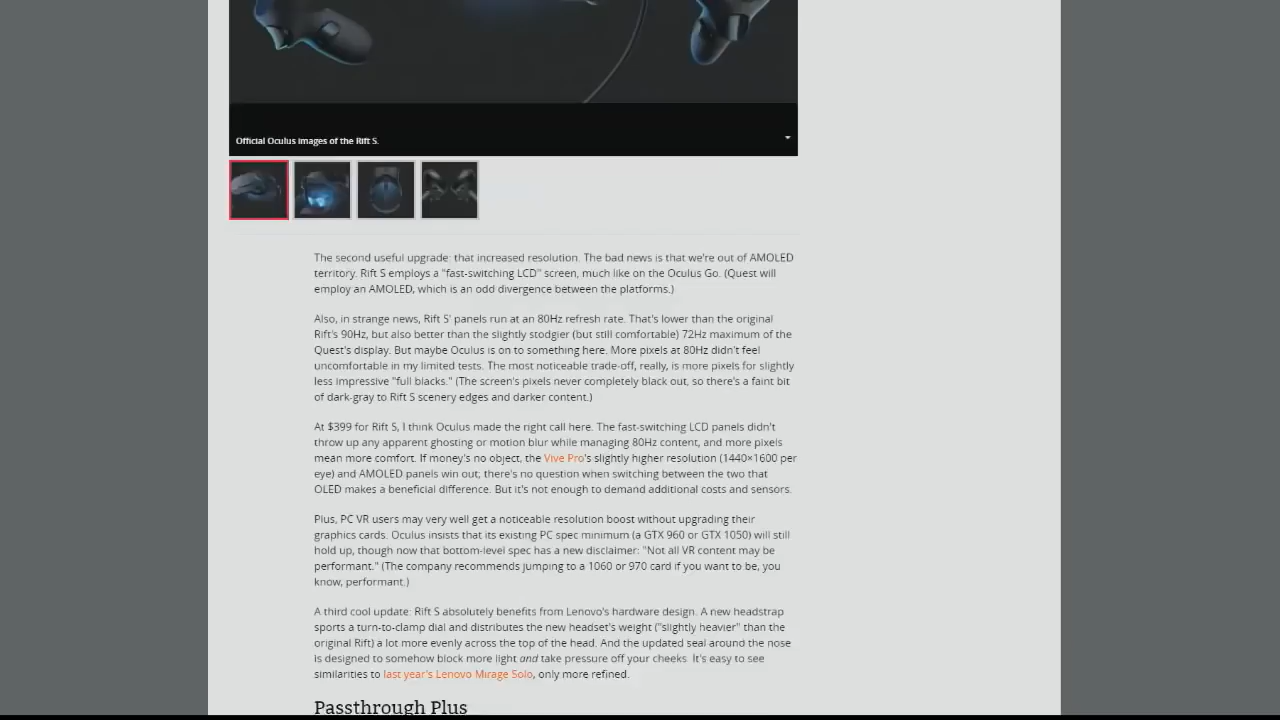 Official Oculus images of the Rift S.
The second useful upgrade: that increased resolution. The bad news is that we're out of AMOLED
territory. Rift S employs a "fast-switching LCD" screen, much like on the Oculus Go. (Quest will
employ an AMOLED, which is an odd divergence between the platforms.)
Also, in strange news, Rift S' panels run at an 80Hz refresh rate. That's lower than the original
Rift's 90Hz, but also better than the slightly stodgier (but still comfortable) 72Hz maximum of the
Quest's display. But maybe Oculus is on to something here. More pixels at 80Hz didn't feel
uncomfortable in my limited tests. The most noticeable trade-off, really, is more pixels for slightly
less impressive "full blacks." (The screen's pixels never completely black out, so there's a faint bit
of dark-gray to Rift S scenery edges and darker content.)
At $399 for Rift S, I think Oculus made the right call here. The fast-switching LCD panels didn't
throw up any apparent ghosting or motion blur while managing 80Hz content, and more pixels
mean more comfort. If money's no object, the Vive Pro's slightly higher resolution (1440×1600 per
eye) and AMOLED panels win out; there's no question when switching between the two that
OLED makes a beneficial difference. But it's not enough to demand additional costs and sensors.
Plus, PC VR users may very well get a noticeable resolution boost without upgrading their
graphics cards. Oculus insists that its existing PC spec minimum (a GTX 960 or GTX 1050) will still
hold up, though now that bottom-level spec has a new disclaimer: "Not all VR content may be
performant." (The company recommends jumping to a 1060 or 970 card if you want to be, you
know, performant.)
A third cool update: Rift S absolutely benefits from Lenovo's hardware design. A new headstrap
sports a turn-to-clamp dial and distributes the new headset's weight ("slightly heavier" than the
original Rift) a lot more evenly across the top of the head. And the updated seal around the nose
is designed to somehow block more light and take pressure off your cheeks. It's easy to see
similarities to last year's Lenovo Mirage Solo, only more refined.
Passthrough Plus